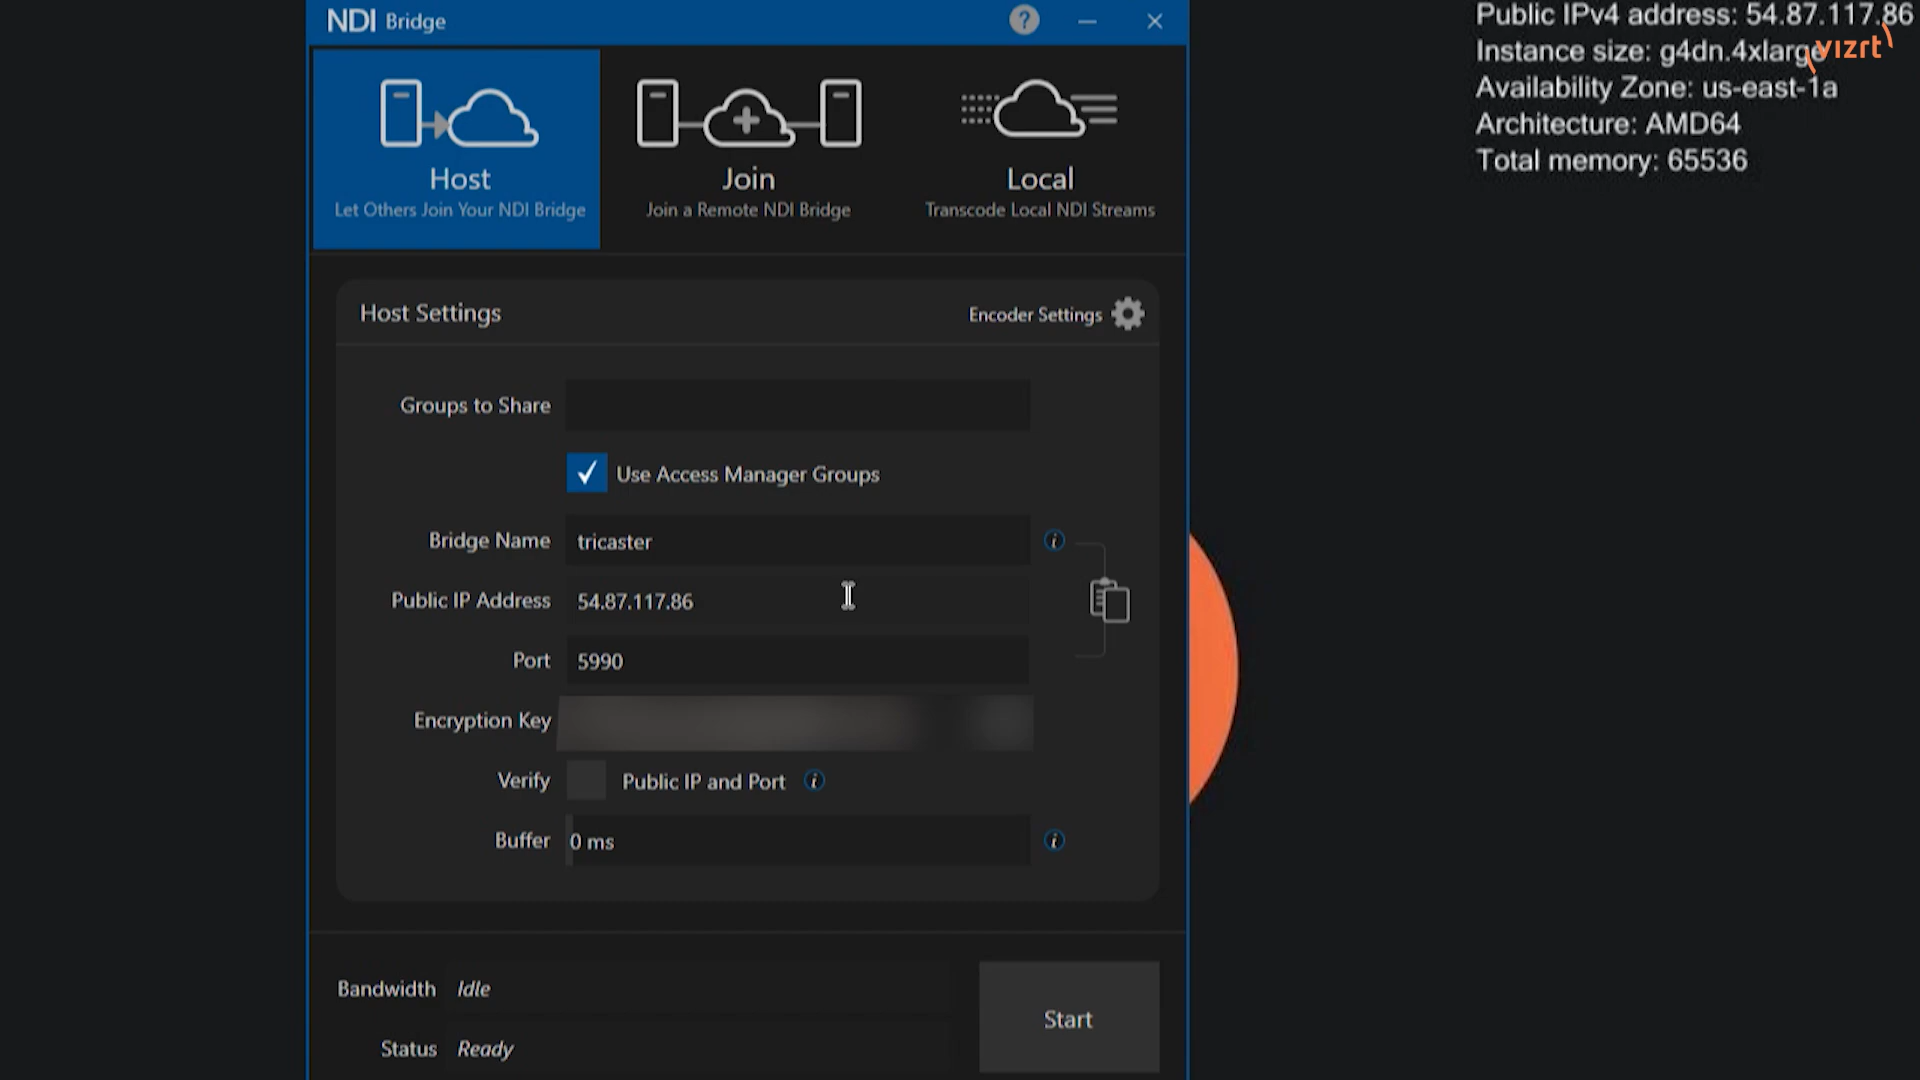 NDI Bridge
?
Public IPv4 address: 54.87.117.86
Instance size: g4dn.4xlarge
vizrt
Availability Zone: us-east-1a
Architecture: AMD64
Total memory: 65536
Host
Let Others Join Your NDI Bridge
Join
Join a Remote NDI Bridge
Local
Transcode Local NDI Streams
Host Settings
Encoder Settings
Groups to Share
Use Access Manager Groups
Bridge Name
tricaster
i
Public IP Address
54.87.117.86
Port
5990
Encryption Key
Verify
Public IP and Port
i
Buffer
0 ms
i
Bandwidth
Idle
Start
Status
Ready